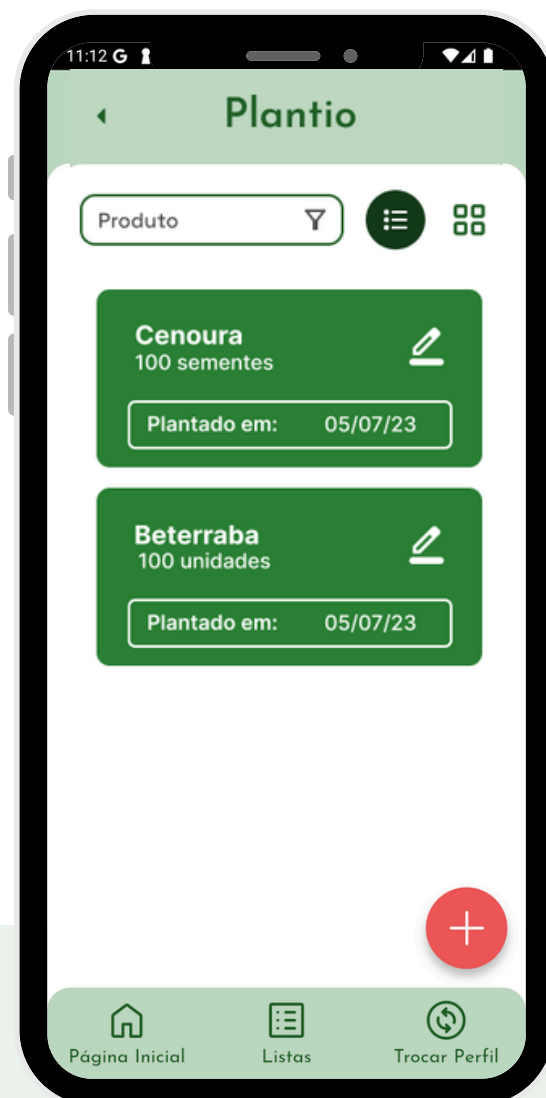 11:12 G
Plantio
Produto
Cenoura
100 sementes
Plantado em: 05/07/23
Beterraba
100 unidades
Plantado em: 05/07/23
Página Inicial Listas Trocar Perfil